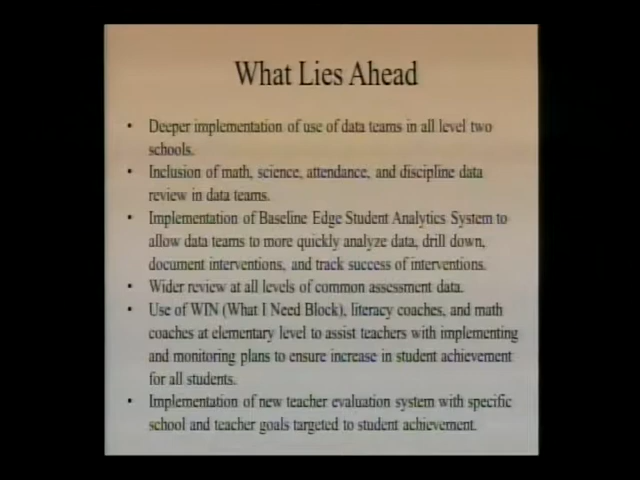 What Lies Ahead
• Deeper implementation of use of data teams in all level two
schools.
• Inclusion of math, science, attendance, and discipline data
review in data teams.
• Implementation of Baseline Edge Student Analytics System to
allow data teams to more quickly analyze data, drill down,
document interventions, and track success of interventions.
• Wider review at all levels of common assessment data.
• Use of WIN (What I Need Block), literacy coaches, and math
coaches at elementary level to assist teachers with implementing
and monitoring plans to ensure increase in student achievement
for all students.
• Implementation of new teacher evaluation system with specific
school and teacher goals targeted to student achievement.